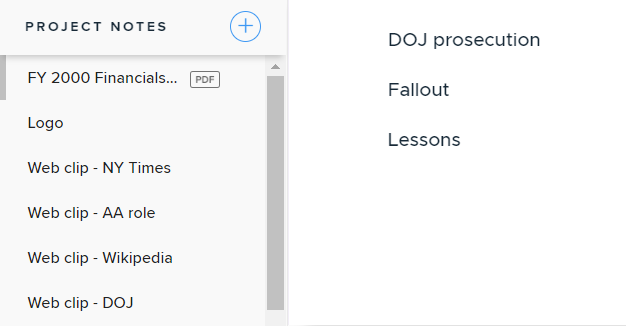 PROJECT NOTES
FY 2000 Financials... PDF
Logo
Web clip - NY Times
Web clip - AA role
Web clip - Wikipedia
Web clip - DOJ
DOJ prosecution
Fallout
Lessons